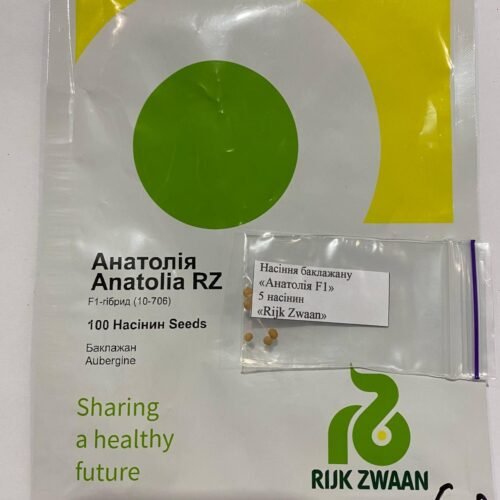 Анатолія
Anatolia RZ
F1-гібрид (10-706)
100 Насінин Seeds
Баклажан
Aubergine
Насіння баклажану
«Анатолія F1»
5 насінин
«Rijk Zwaan»
Sharing
a healthy
future
RIJK ZWAAN